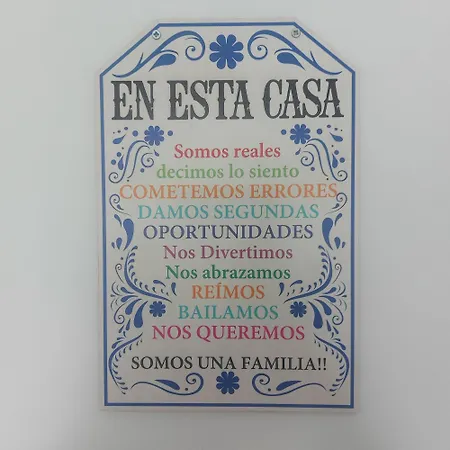 EN ESTA CASA
Somos reales
decimos lo siento
COMETEMOS ERRORES
DAMOS SEGUNDAS
OPORTUNIDADES
Nos Divertimos
Nos abrazamos
REÍMOS
BAILAMOS
NOS QUEREMOS
SOMOS UNA FAMILIA!!